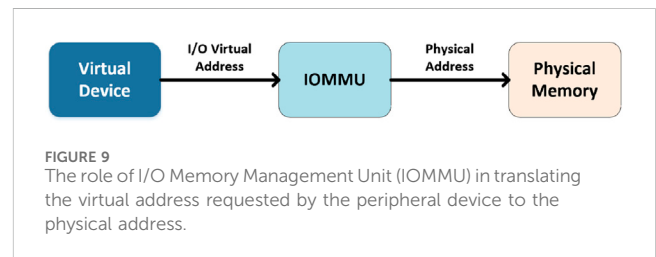 I/O Virtual
Address
Physical
Address
Virtual
Device
IOMMU
Physical
Memory
FIGURE 9
The role of I/O Memory Management Unit (IOMMU) in translating
the virtual address requested by the peripheral device to the
physical address.